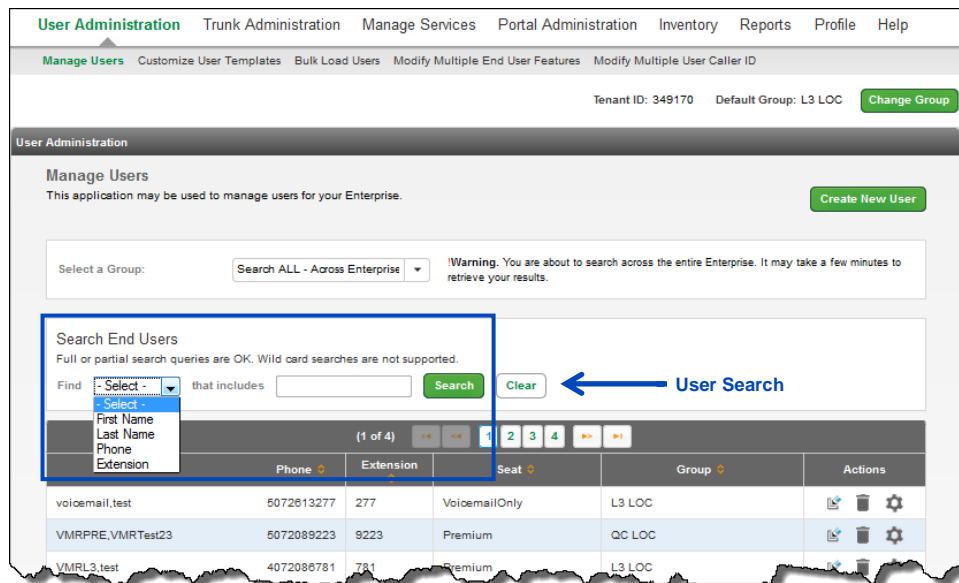 User Administration Trunk Administration Manage Services Portal Administration Inventory Reports Profile Help
Manage Users Customize User Templates Bulk Load Users Modify Multiple End User Features Modify Multiple User Caller ID
Tenant ID: 349170 Default Group: L3 LOC Change Group
User Administration
Manage Users
This application may be used to manage users for your Enterprise.
Create New User
Select a Group: Search ALL - Across Enterprise
!Warning. You are about to search across the entire Enterprise. It may take a few minutes to
retrieve your results.
Search End Users
Full or partial search queries are OK. Wild card searches are not supported.
Find - Select - that includes Search Clear
User Search
- Select -
First Name
Last Name
Phone
Extension
(1 of 4) 1 2 3 4
Phone Extension Seat Group Actions
voicemail,test 5072613277 277 VoicemailOnly L3 LOC
VMRPRE,VMRTest23 5072089223 9223 Premium QC LOC
VMRL3,test 4072086781 781 Premium L3 LOC